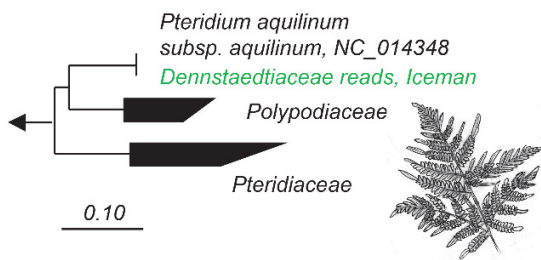 Pteridium aquilinum
subsp. aquilinum, NC_014348
Dennstaedtiaceae reads, Iceman
Polypodiaceae
Pteridiaceae
0.10